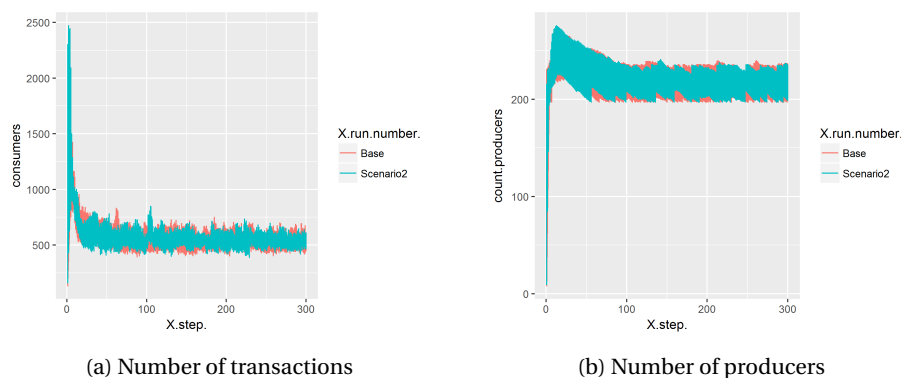 2500
2000
1500
1000
500
consumers
0 100 200 300
X.step.
X.run.number.
Base
Scenario2
(a) Number of transactions
200
100
0
count.producers
0 100 200 300
X.step.
X.run.number.
Base
Scenario2
(b) Number of producers